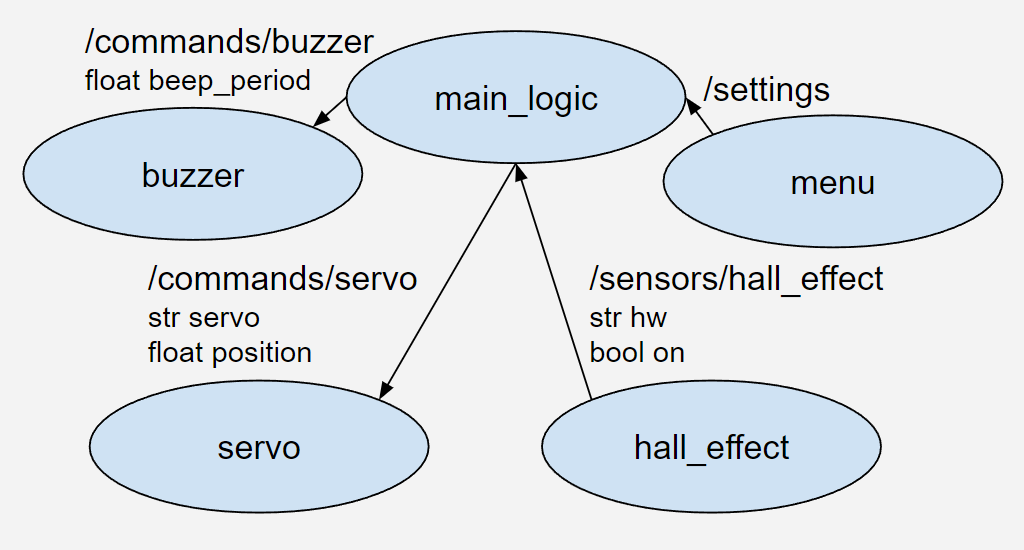 /commands/buzzer
float beep_period
main_logic
/settings
buzzer
menu
/commands/servo
str servo
float position
/sensors/hall_effect
str hw
bool on
servo
hall_effect